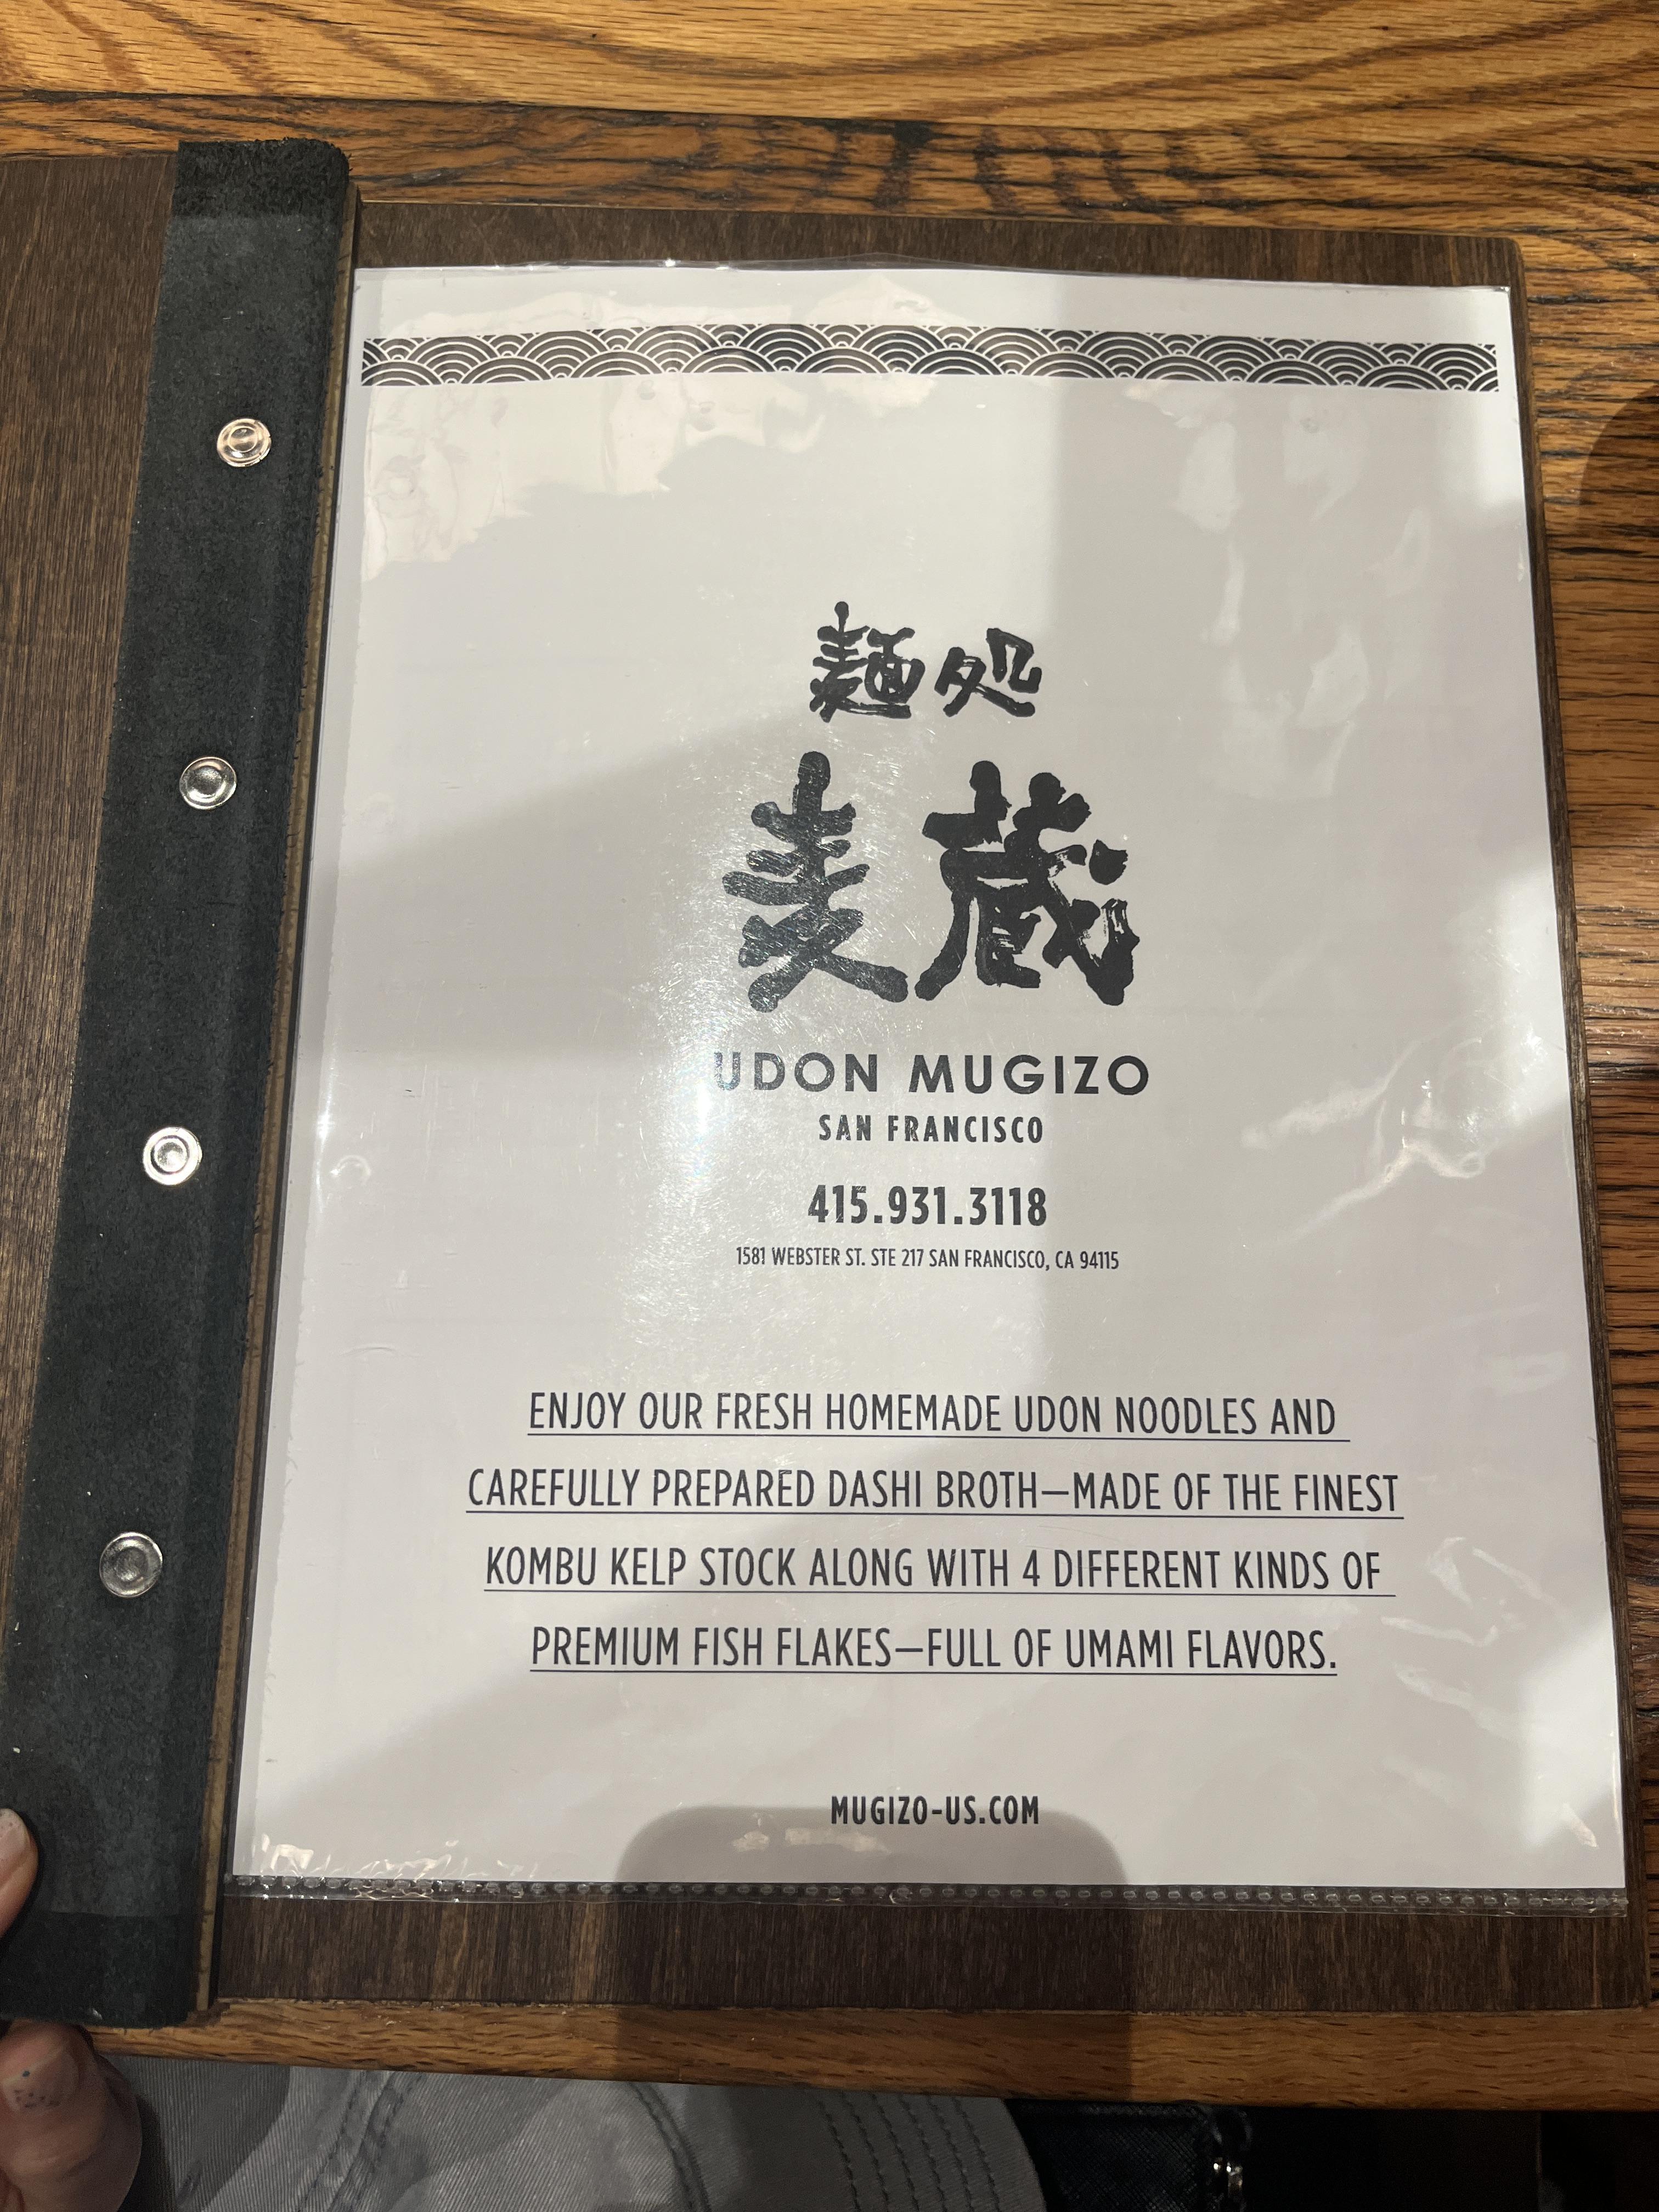 麺処
麦蔵
UDON MUGIZO
SAN FRANCISCO
415.931.3118
1581 WEBSTER ST. STE 217 SAN FRANCISCO, CA 94115
ENJOY OUR FRESH HOMEMADE UDON NOODLES AND
CAREFULLY PREPARED DASHI BROTH—MADE OF THE FINEST
KOMBU KELP STOCK ALONG WITH 4 DIFFERENT KINDS OF
PREMIUM FISH FLAKES—FULL OF UMAMI FLAVORS.
MUGIZO-US.COM